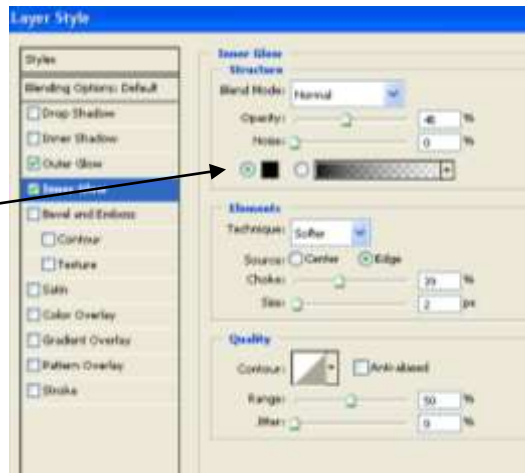 Layer Style
Styles
Blending Options: Default
Drop Shadow
Inner Shadow
Outer Glow
Inner Glow
Bevel and Emboss
Contour
Texture
Satin
Color Overlay
Gradient Overlay
Pattern Overlay
Stroke
Inner Glow
Structure
Blend Mode: Normal
Opacity: %
Noise: 0 %
Elements
Technique: Softer
Source: Center Edge
Choke: 39 %
Size: 2 px
Quality
Contour: Anti-aliased
Range: 50 %
Jitter: 0 %